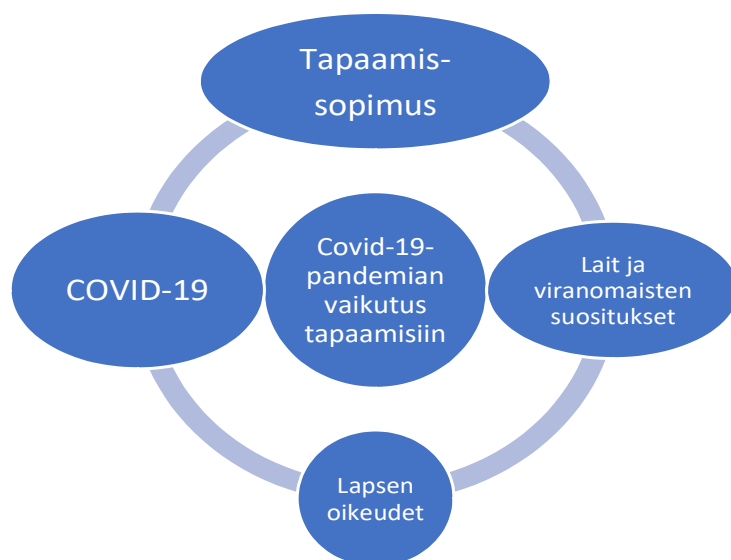 Tapaamis-
sopimus
COVID-19
Covid-19-
pandemian
vaikutus
tapaamisiin
Lait ja
viranomaisten
suositukset
Lapsen
oikeudet